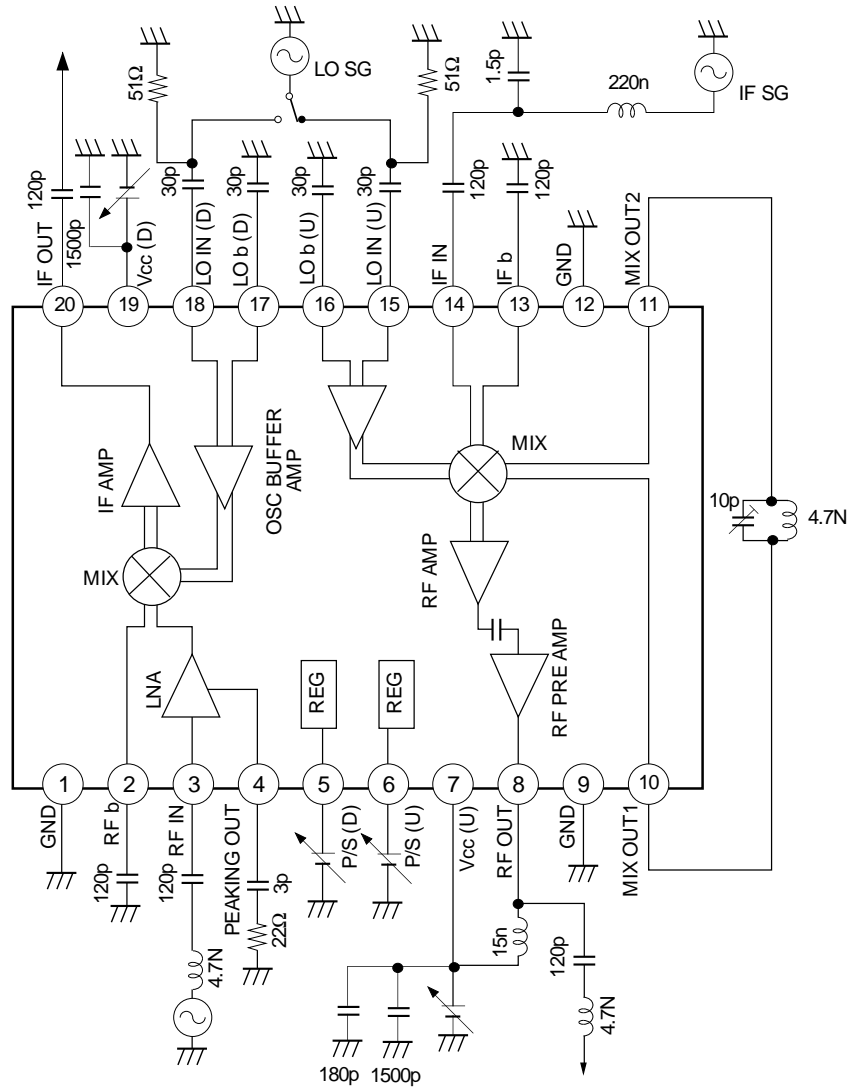 LO SG
IF SG
51Ω
51Ω
1.5p
220n
120p
1500p
30p
30p
30p
30p
120p
120p
IF OUT
Vcc (D)
LO IN (D)
LO b (D)
LO b (U)
LO IN (U)
IF IN
IF b
GND
MIX OUT2
20
19
18
17
16
15
14
13
12
11
IF AMP
OSC BUFFER
AMP
MIX
MIX
10p
4.7N
RF AMP
RF PRE AMP
LNA
REG
REG
1
2
3
4
5
6
7
8
9
10
GND
RF b
RF IN
PEAKING OUT
P/S (D)
P/S (U)
Vcc (U)
RF OUT
GND
MIX OUT1
120p
120p
3p
22Ω
4.7N
15n
120p
4.7N
180p
1500p